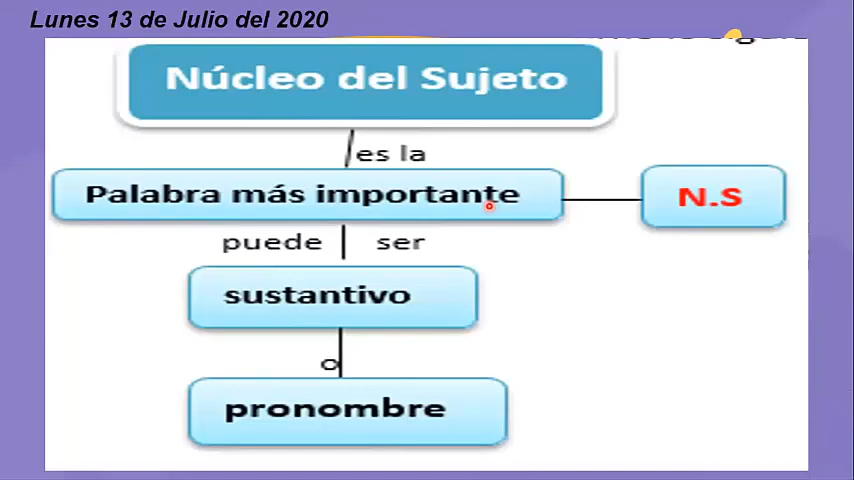 Lunes 13 de Julio del 2020
Núcleo del Sujeto
es la
Palabra más importante
N.S
puede ser
sustantivo
o
pronombre